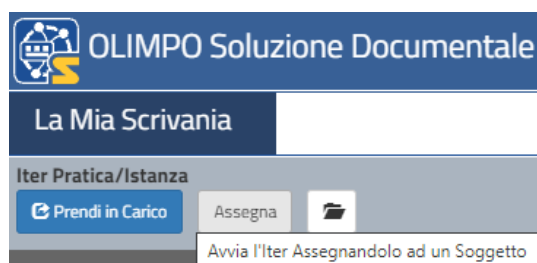 OLIMPO Soluzione Documentale
La Mia Scrivania
Iter Pratica/Istanza
Prendi in Carico Assegna
Avvia l'Iter Assegnandolo ad un Soggetto